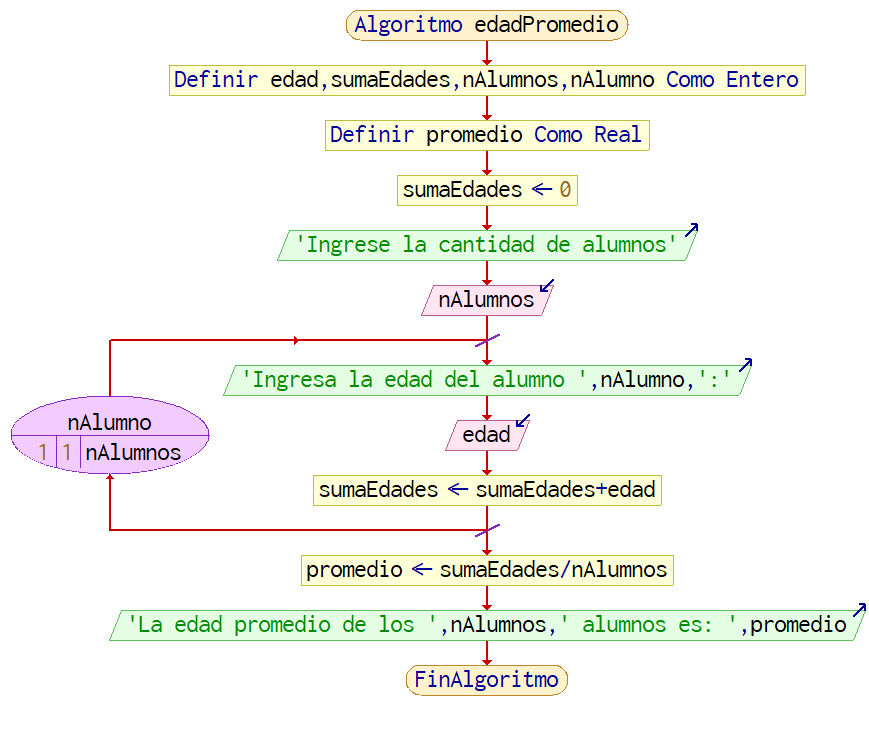 Algoritmo edadPromedio
Definir edad,sumaEdades,nAlumnos,nAlumno Como Entero
Definir promedio Como Real
sumaEdades ← 0
'Ingrese la cantidad de alumnos'
nAlumnos
'Ingresa la edad del alumno ',nAlumno,':'
nAlumno
1 1 nAlumnos
edad
sumaEdades ← sumaEdades+edad
promedio ← sumaEdades/nAlumnos
'La edad promedio de los ',nAlumnos,' alumnos es: ',promedio
FinAlgoritmo